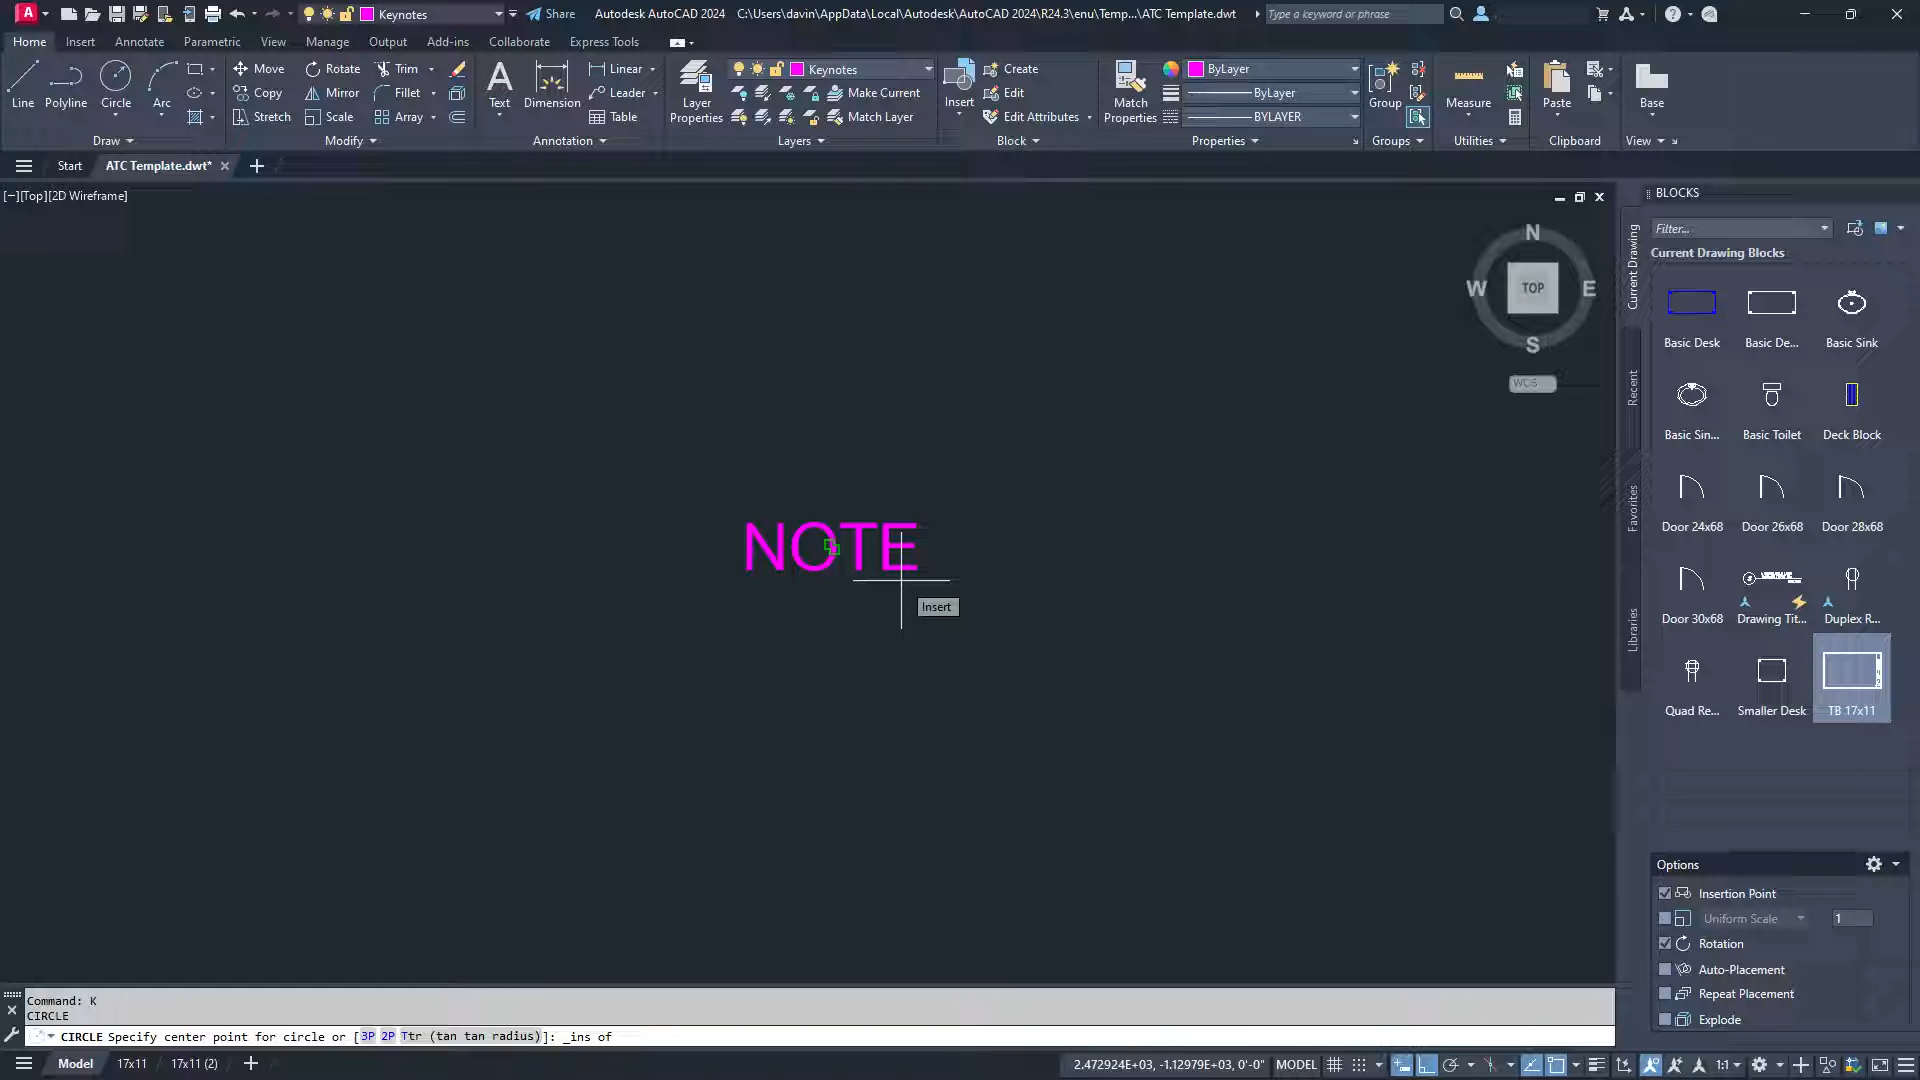 Keynotes
Share
Autodesk AutoCAD 2024 C:\Users\davin\AppData\Local\Autodesk\AutoCAD 2024\R24.3\enu\Temp...\ATC Template.dwt
Type a keyword or phrase
Home Insert Annotate Parametric View Manage Output Add-ins Collaborate Express Tools
Line Polyline Circle Arc
Move Rotate Trim
Copy Mirror Fillet
Stretch Scale Array
Text Dimension
Linear
Leader
Table
Layer Properties
Keynotes
Make Current
Match Layer
Insert
Create
Edit
Edit Attributes
Match Properties
ByLayer
ByLayer
BYLAYER
Group
Measure
Paste
Base
Draw Modify Annotation Layers Block Properties Groups Utilities Clipboard View
Start ATC Template.dwt*
[−][Top][2D Wireframe]
N
W TOP E
S
WCS
NOTE
Insert
BLOCKS
Filter...
Current Drawing Blocks
Current Drawing
Recent
Favorites
Libraries
Basic Desk Basic De... Basic Sink
Basic Sin... Basic Toilet Deck Block
Door 24x68 Door 26x68 Door 28x68
Door 30x68 Drawing Tit... Duplex R...
Quad Re... Smaller Desk TB 17x11
Options
Insertion Point
Uniform Scale 1
Rotation
Auto-Placement
Repeat Placement
Explode
Command: K
CIRCLE
CIRCLE Specify center point for circle or [3P 2P Ttr (tan tan radius)]: _ins of
Model 17x11 17x11 (2)
2.472924E+03, -1.12979E+03, 0'-0" MODEL 1:1